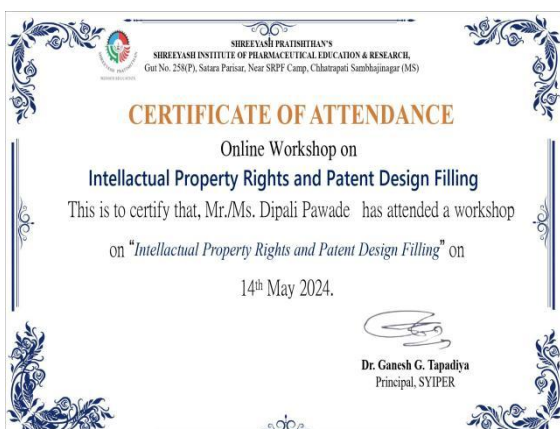 SHREEYASH PRATISHTHAN'S
SHREEYASH INSTITUTE OF PHARMACEUTICAL EDUCATION & RESEARCH,
Gut No. 258(P), Satara Parisar, Near SRPF Camp, Chhatrapati Sambhajinagar (MS)
CERTIFICATE OF ATTENDANCE
Online Workshop on
Intellactual Property Rights and Patent Design Filling
This is to certify that, Mr./Ms. Dipali Pawade has attended a workshop
on "Intellactual Property Rights and Patent Design Filling" on
14th May 2024.
Dr. Ganesh G. Tapadiya
Principal, SYIPER